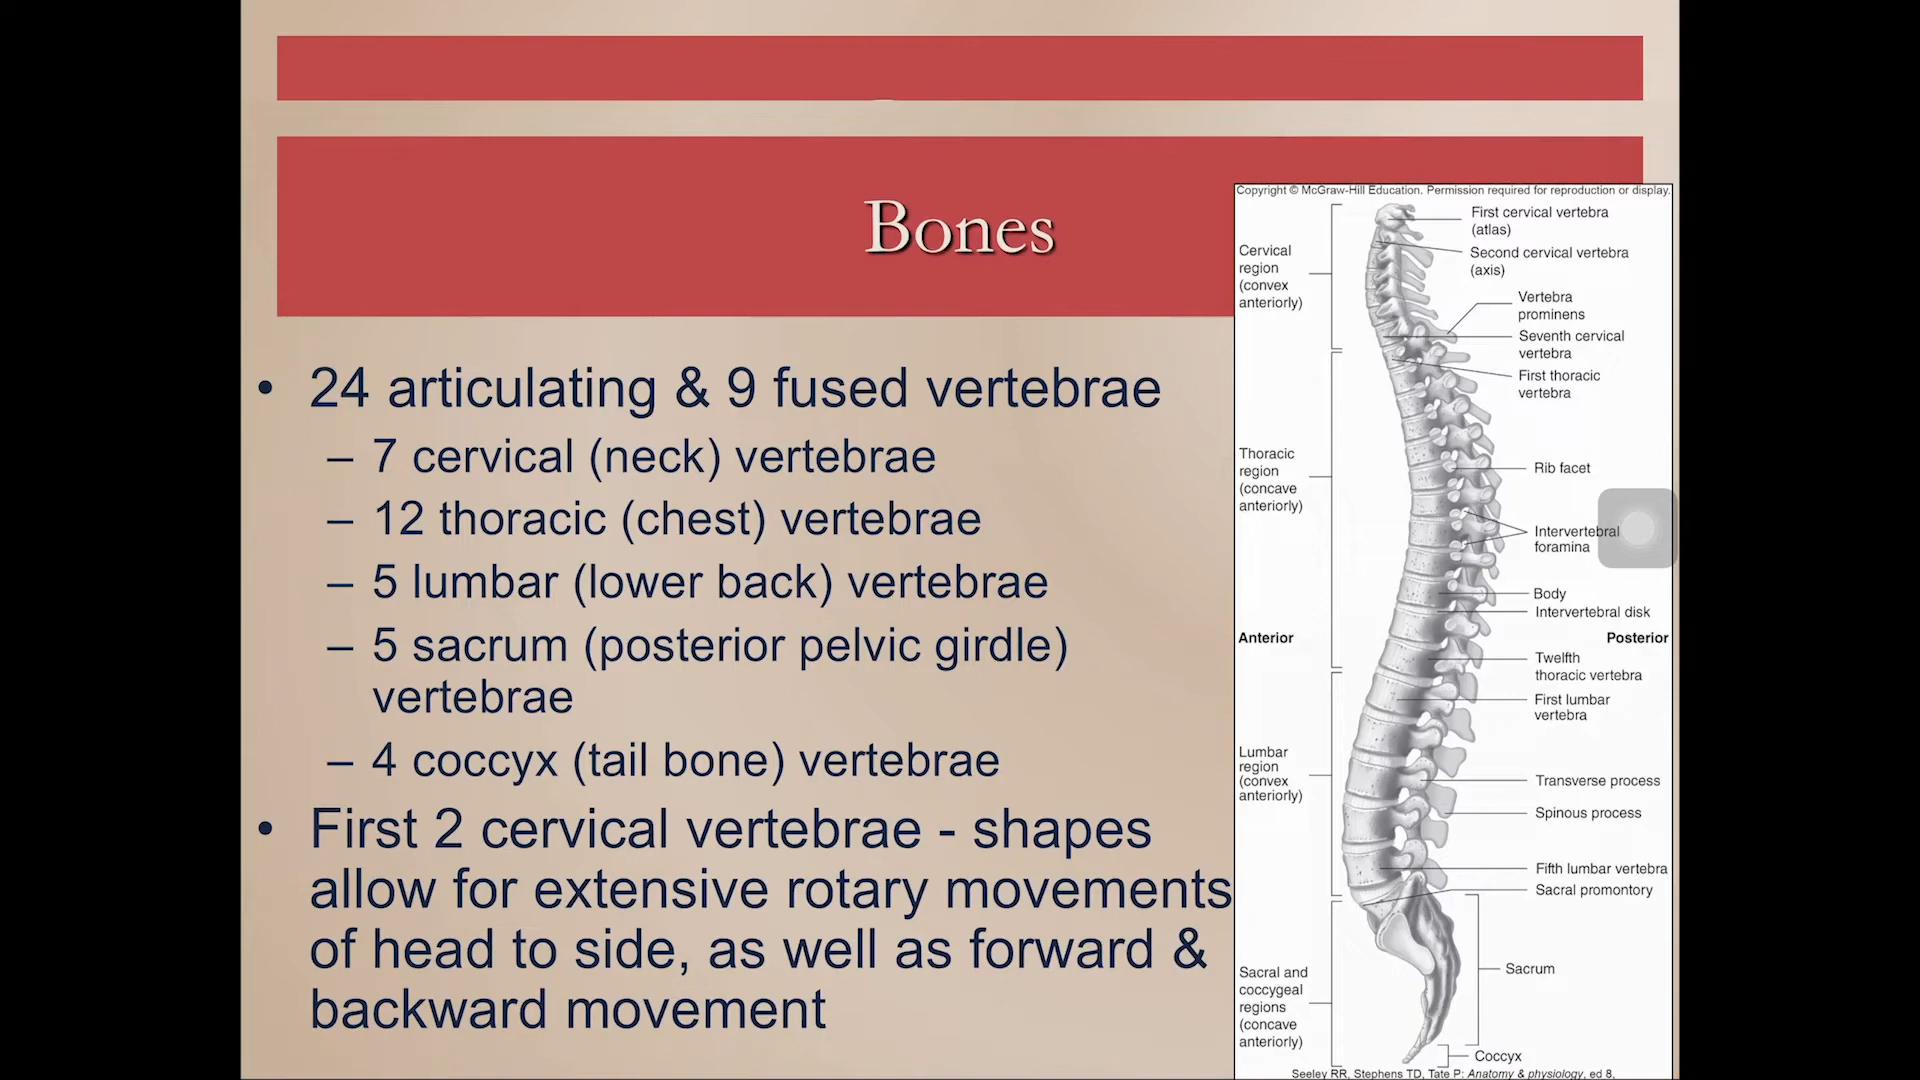 Bones
• 24 articulating & 9 fused vertebrae
– 7 cervical (neck) vertebrae
– 12 thoracic (chest) vertebrae
– 5 lumbar (lower back) vertebrae
– 5 sacrum (posterior pelvic girdle)
vertebrae
– 4 coccyx (tail bone) vertebrae
• First 2 cervical vertebrae - shapes
allow for extensive rotary movements
of head to side, as well as forward &
backward movement
Copyright © McGraw-Hill Education. Permission required for reproduction or display.
Cervical
region
(convex
anteriorly)
Thoracic
region
(concave
anteriorly)
Anterior
Lumbar
region
(convex
anteriorly)
Sacral and
coccygeal
regions
(concave
anteriorly)
First cervical vertebra
(atlas)
Second cervical vertebra
(axis)
Vertebra
prominens
Seventh cervical
vertebra
First thoracic
vertebra
Rib facet
Intervertebral
foramina
Body
Intervertebral disk
Posterior
Twelfth
thoracic vertebra
First lumbar
vertebra
Transverse process
Spinous process
Fifth lumbar vertebra
Sacral promontory
Sacrum
Coccyx
Seeley RR, Stephens TD, Tate P: Anatomy & physiology, ed 8,